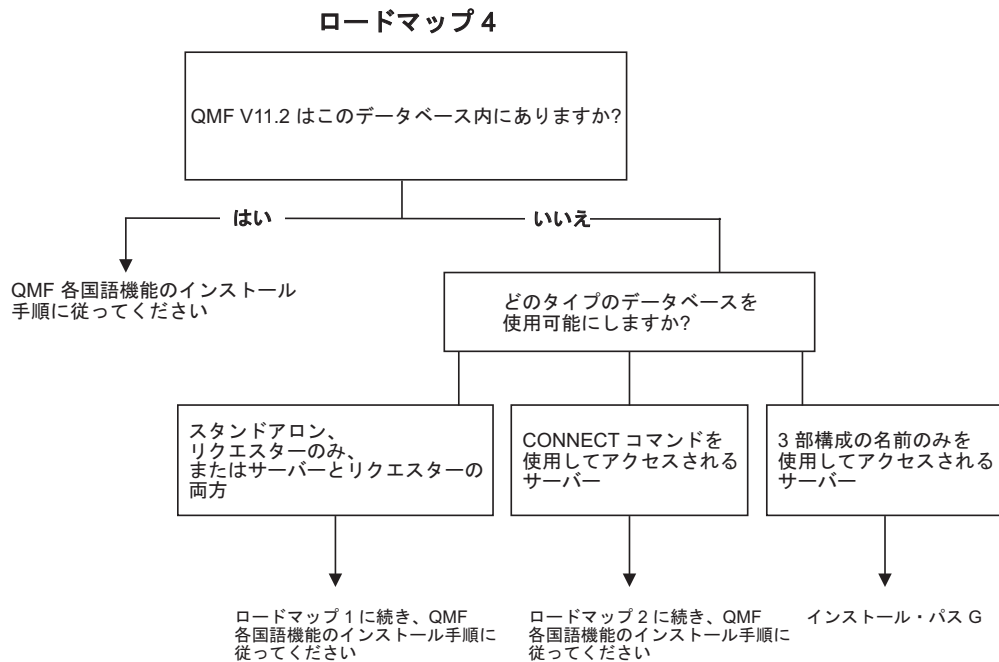 ロードマップ 4
QMF V11.2 はこのデータベース内にありますか?
はい
いいえ
QMF 各国語機能のインストール
手順に従ってください
どのタイプのデータベースを
使用可能にしますか?
スタンドアロン、
リクエスターのみ、
またはサーバーとリクエスターの
両方
CONNECT コマンドを
使用してアクセスされる
サーバー
3 部構成の名前のみを
使用してアクセスされる
サーバー
ロードマップ 1 に続き、QMF
各国語機能のインストール手順に
従ってください
ロードマップ 2 に続き、QMF
各国語機能のインストール手順に
従ってください
インストール・パス G